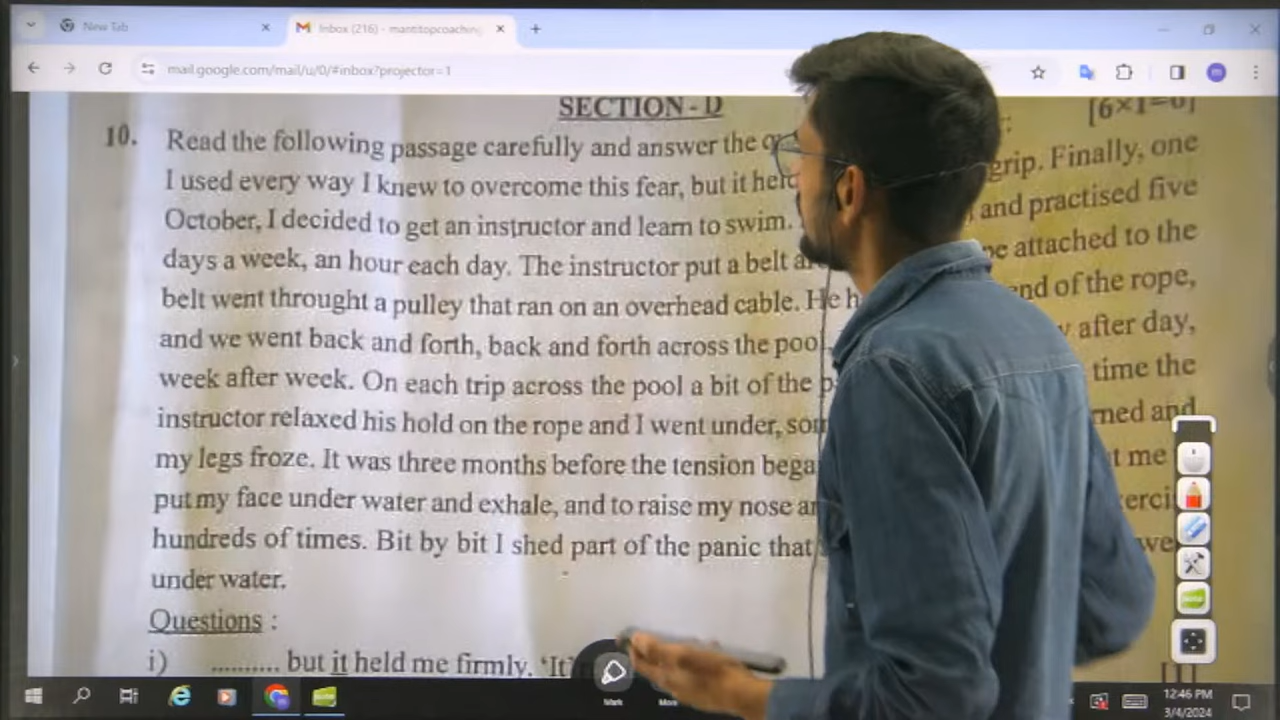 New Tab
Inbox (216) - mantitopcoaching
mail.google.com/mail/u/0/#inbox?projector=1
SECTION - D
[6×1=6]
10. Read the following passage carefully and answer the
I used every way I knew to overcome this fear, but it held grip. Finally, one
October, I decided to get an instructor and learn to swim. and practised five
days a week, an hour each day. The instructor put a belt attached to the
belt went throught a pulley that ran on an overhead cable. He end of the rope,
and we went back and forth, back and forth across the pool after day,
week after week. On each trip across the pool a bit of the time the
instructor relaxed his hold on the rope and I went under, and
my legs froze. It was three months before the tension me
put my face under water and exhale, and to raise my nose
hundreds of times. Bit by bit I shed part of the panic that
under water.
Questions :
i) .......... but it held me firmly. 'It'
Mark
More
12:46 PM
3/4/2024